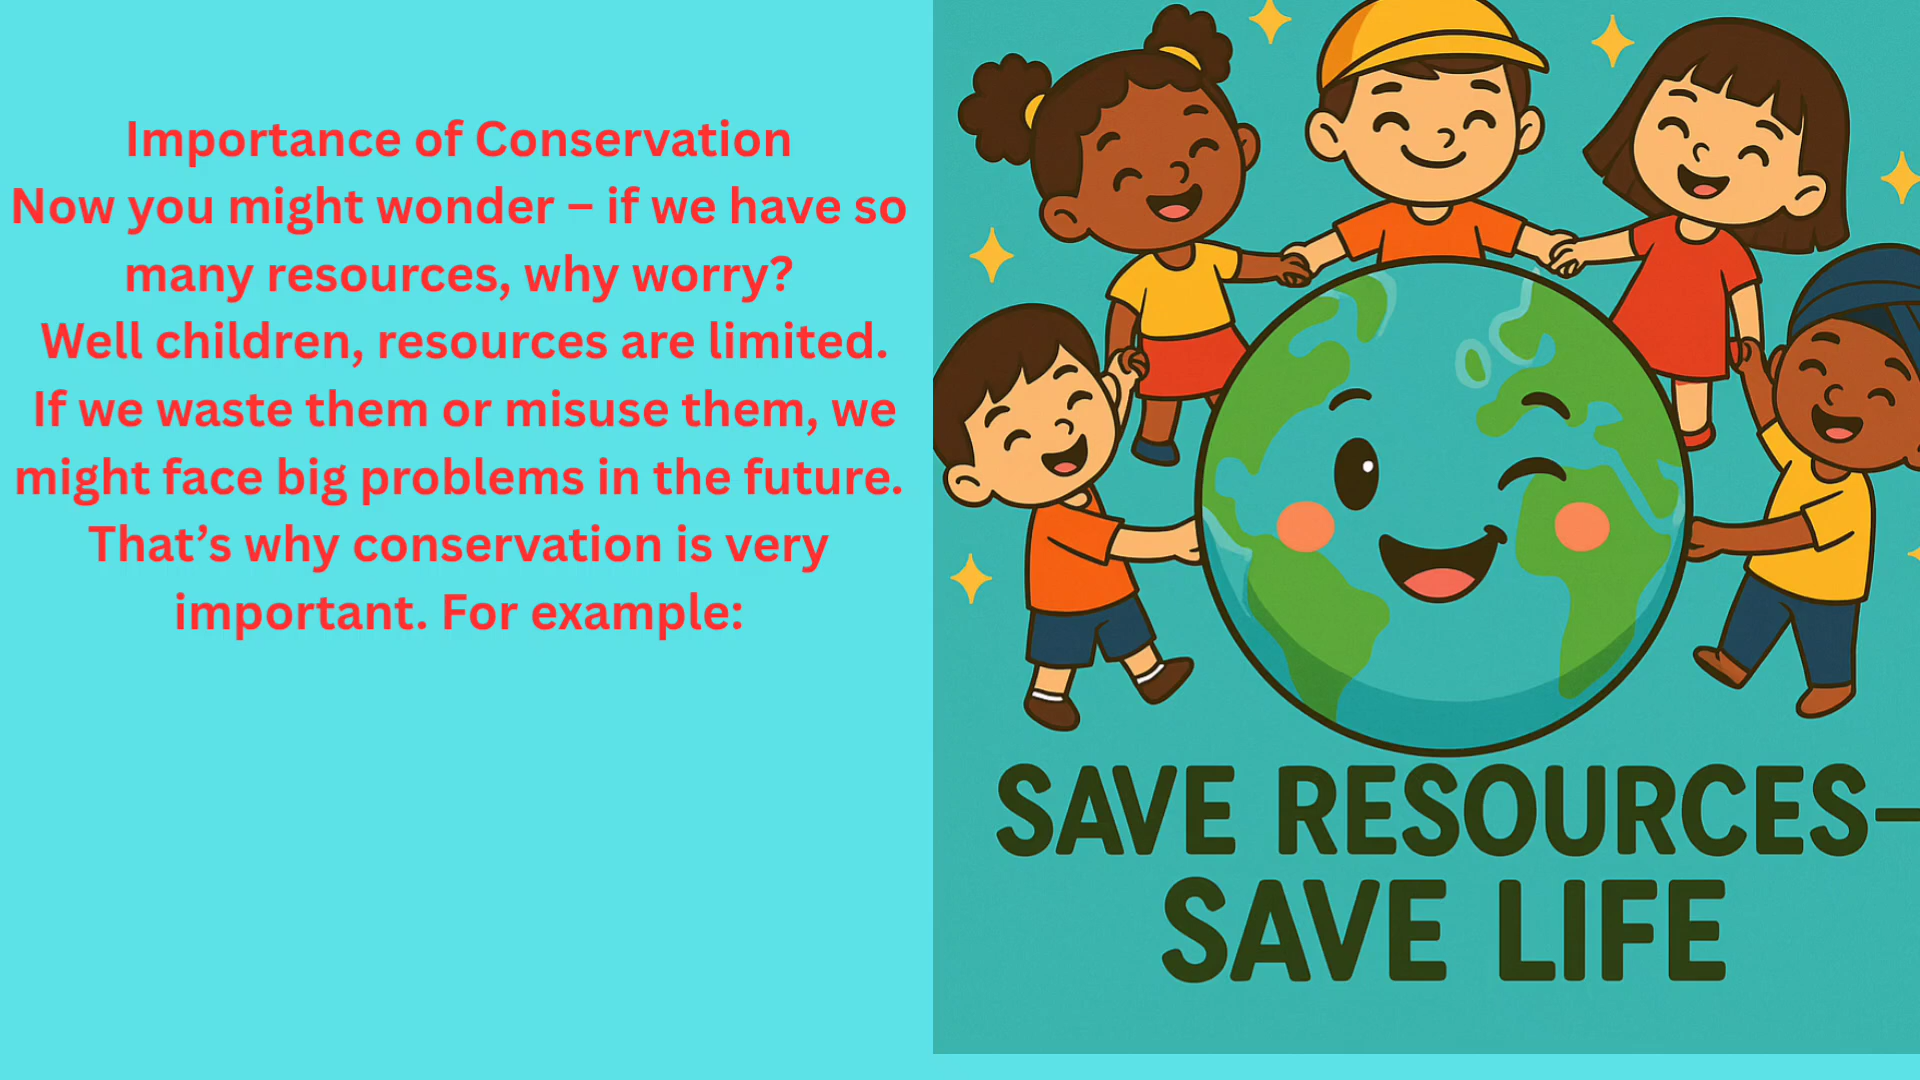 Importance of Conservation
Now you might wonder – if we have so
many resources, why worry?
Well children, resources are limited.
If we waste them or misuse them, we
might face big problems in the future.
That’s why conservation is very
important. For example:
SAVE RESOURCES–
SAVE LIFE